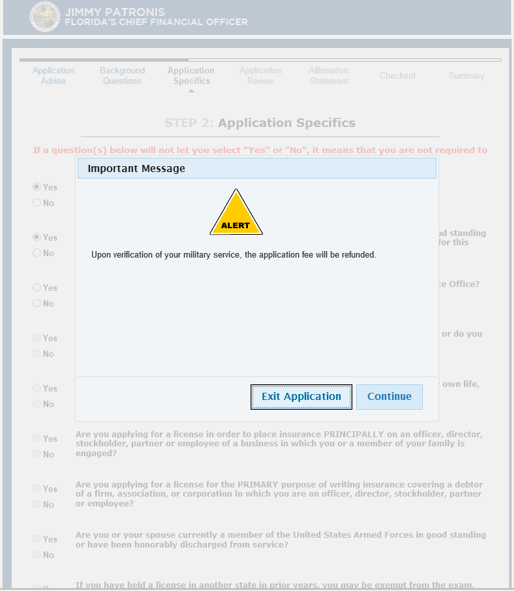 JIMMY PATRONIS
FLORIDA'S CHIEF FINANCIAL OFFICER
Application Advise
Background Questions
Application Specifics
Application Review
Affirmation Statement
Checkout
Summary
STEP 2: Application Specifics
If a question(s) below will not let you select "Yes" or "No", it means that you are not required to
Important Message
Yes
No
ALERT
Yes
od standing
for this
No
Upon verification of your military service, the application fee will be refunded.
Yes
ce Office?
No
Yes
or do you
No
Yes
own life,
No
Exit Application
Continue
Yes
No
Are you applying for a license in order to place insurance PRINCIPALLY on an officer, director,
stockholder, partner or employee of a business in which you or a member of your family is
engaged?
Yes
No
Are you applying for a license for the PRIMARY purpose of writing insurance covering a debtor
of a firm, association, or corporation in which you are an officer, director, stockholder, partner
or employee?
Yes
No
Are you or your spouse currently a member of the United States Armed Forces in good standing
or have been honorably discharged from service?
If you have held a license in another state in prior years, you may be exempt from the exam.